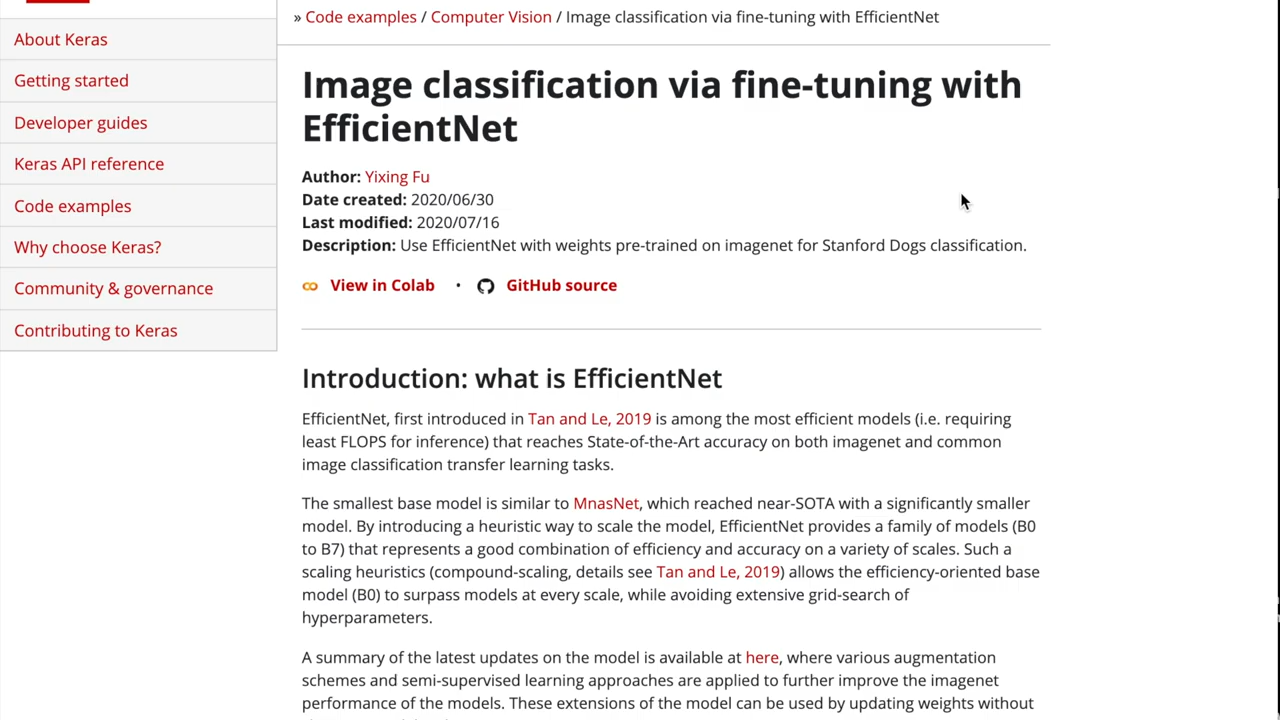 » Code examples / Computer Vision / Image classification via fine-tuning with EfficientNet
About Keras
Getting started
Developer guides
Keras API reference
Code examples
Why choose Keras?
Community & governance
Contributing to Keras
Image classification via fine-tuning with
EfficientNet
Author: Yixing Fu
Date created: 2020/06/30
Last modified: 2020/07/16
Description: Use EfficientNet with weights pre-trained on imagenet for Stanford Dogs classification.
View in Colab • GitHub source
Introduction: what is EfficientNet
EfficientNet, first introduced in Tan and Le, 2019 is among the most efficient models (i.e. requiring
least FLOPS for inference) that reaches State-of-the-Art accuracy on both imagenet and common
image classification transfer learning tasks.
The smallest base model is similar to MnasNet, which reached near-SOTA with a significantly smaller
model. By introducing a heuristic way to scale the model, EfficientNet provides a family of models (B0
to B7) that represents a good combination of efficiency and accuracy on a variety of scales. Such a
scaling heuristics (compound-scaling, details see Tan and Le, 2019) allows the efficiency-oriented base
model (B0) to surpass models at every scale, while avoiding extensive grid-search of
hyperparameters.
A summary of the latest updates on the model is available at here, where various augmentation
schemes and semi-supervised learning approaches are applied to further improve the imagenet
performance of the models. These extensions of the model can be used by updating weights without